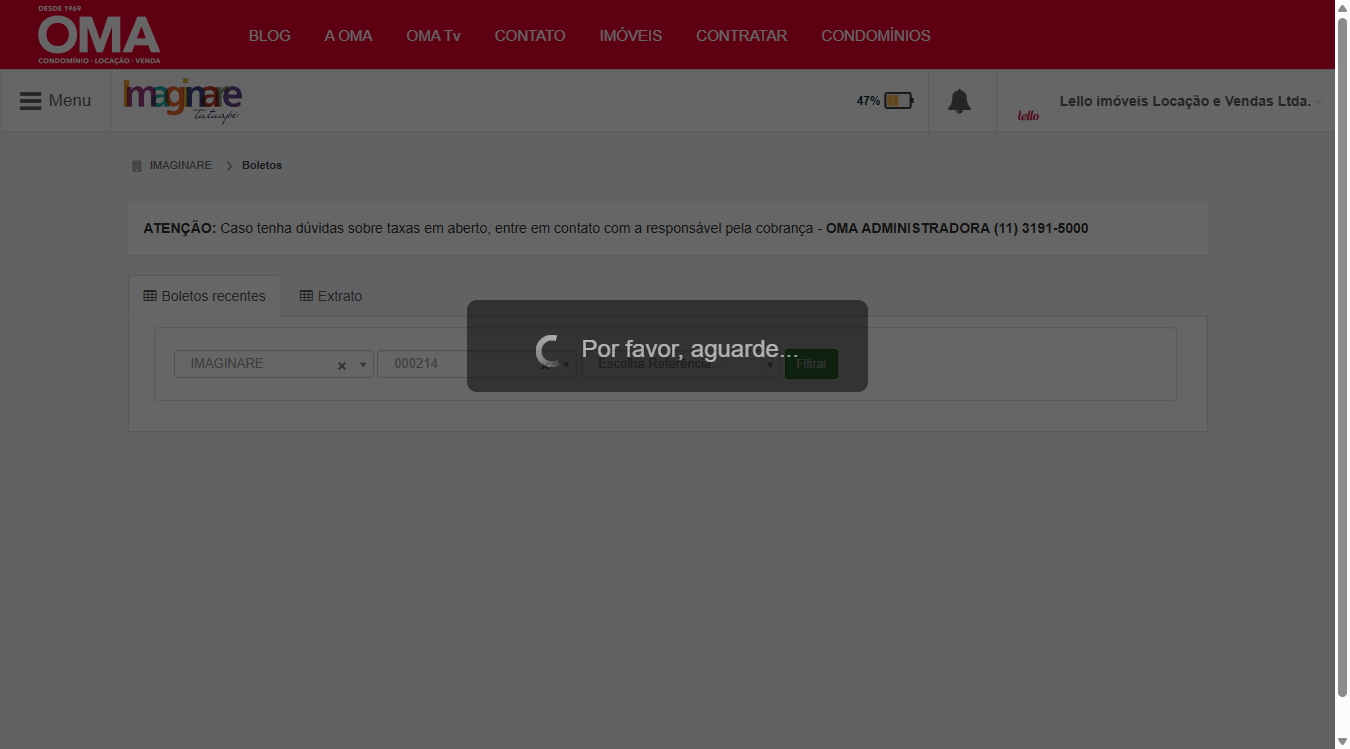 DESDE 1969
OMA
CONDOMÍNIO - LOCAÇÃO - VENDA
BLOG A OMA OMA Tv CONTATO IMÓVEIS CONTRATAR CONDOMÍNIOS
Menu
Imaginare
tatuapé
47%
lello
Lello imóveis Locação e Vendas Ltda.
IMAGINARE > Boletos
ATENÇÃO: Caso tenha dúvidas sobre taxas em aberto, entre em contato com a responsável pela cobrança - OMA ADMINISTRADORA (11) 3191-5000
Boletos recentes Extrato
Por favor, aguarde...
IMAGINARE × 000214 × Escolha Referência... Filtrar